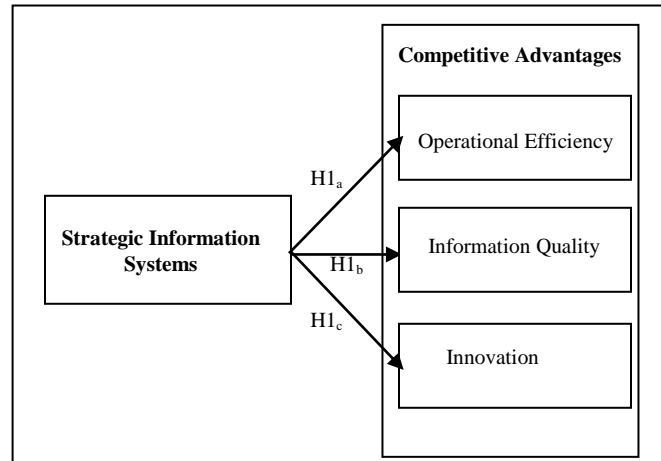 Competitive Advantages
Operational Efficiency
H1a
Strategic Information
Systems
Information Quality
H1b
H1c
Innovation